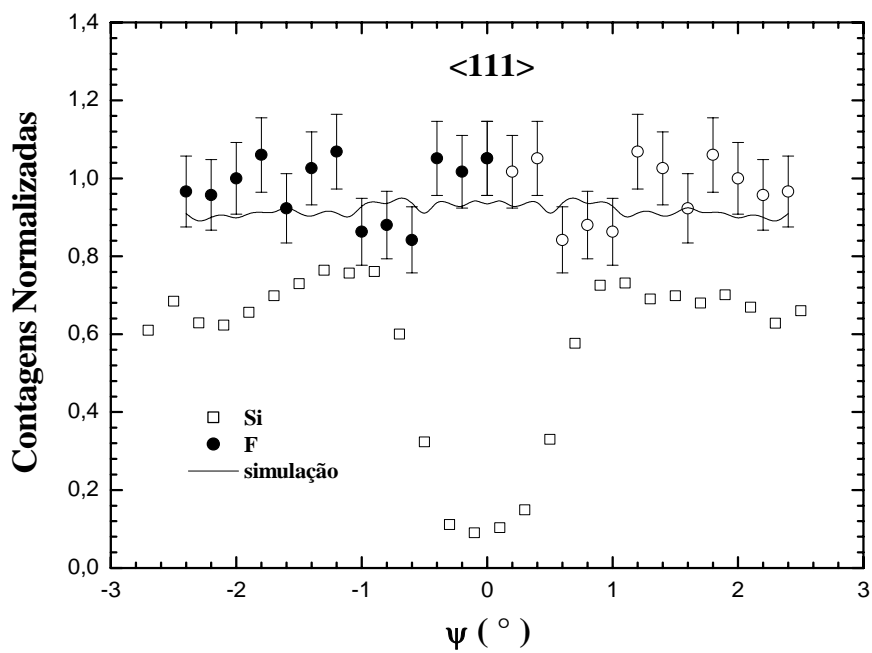 <111>
Contagens Normalizadas
1,4
1,2
1,0
0,8
0,6
0,4
0,2
0,0
Si
F
simulação
-3 -2 -1 0 1 2 3
ψ ( ° )